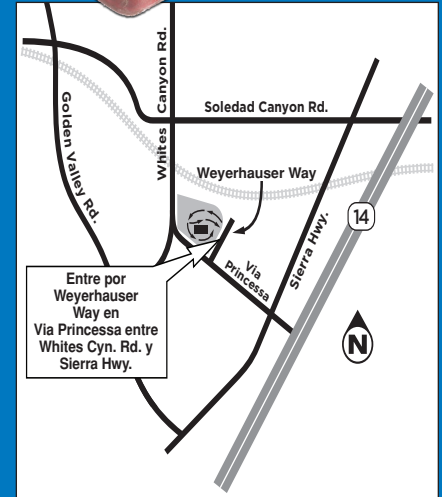 Whites Canyon Rd.
Golden Valley Rd.
Soledad Canyon Rd.
Weyerhauser Way
14
Sierra Hwy.
Via
Princessa
Entre por
Weyerhauser
Way en
Via Princessa entre
Whites Cyn. Rd. y
Sierra Hwy.
N